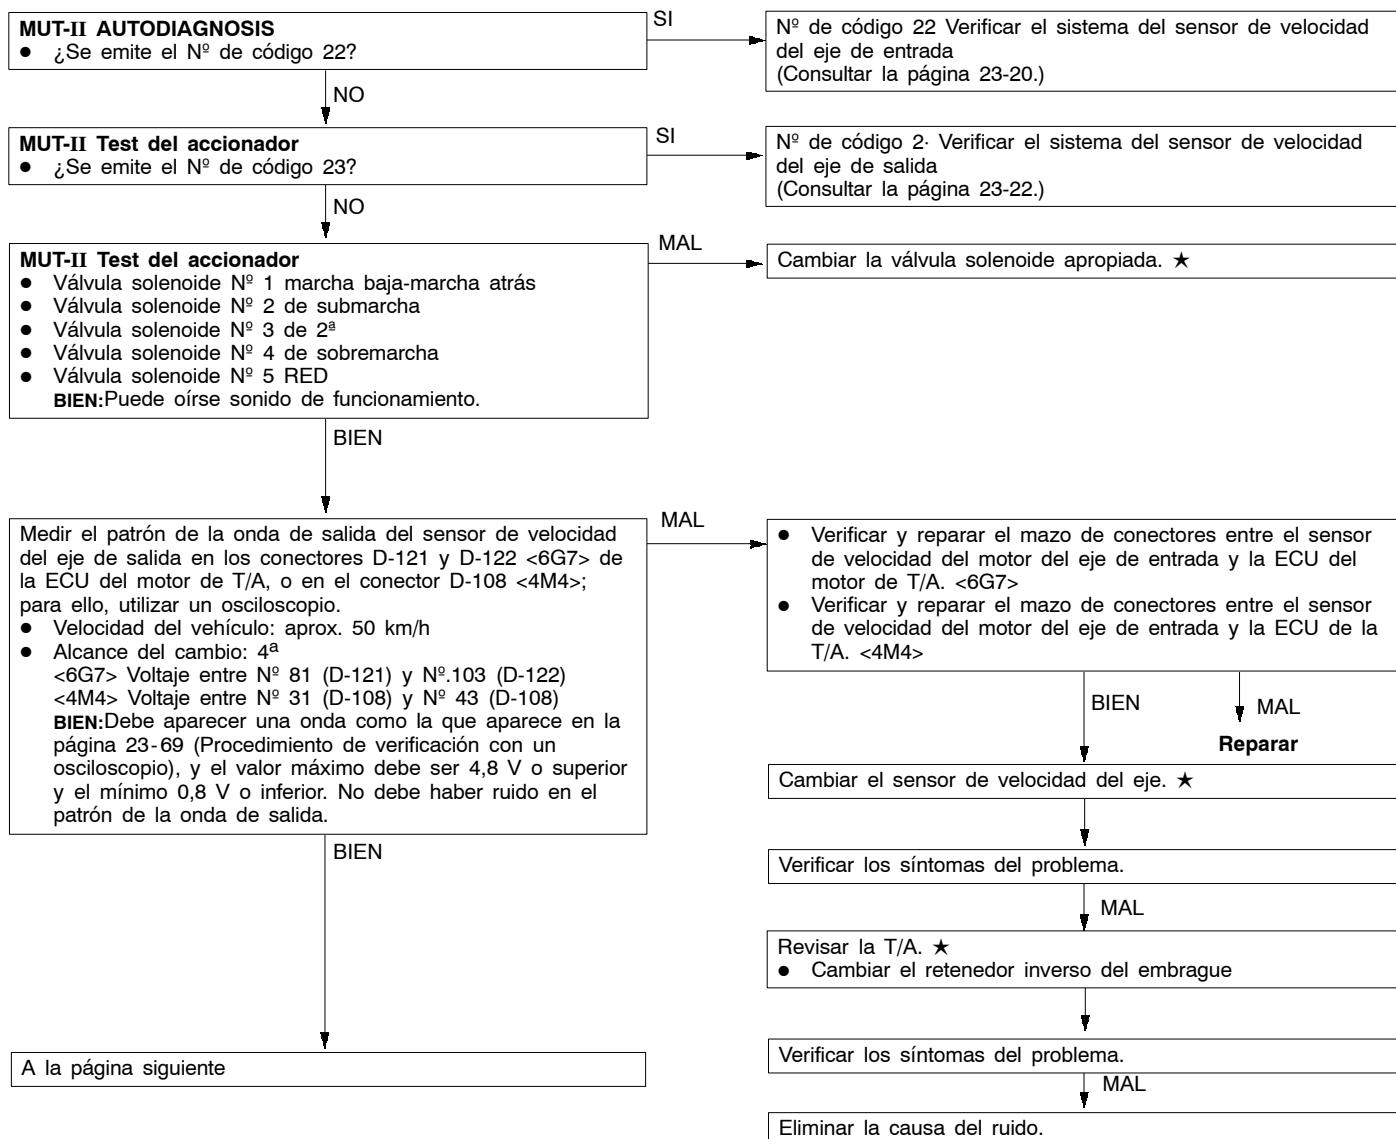 MUT-II AUTODIAGNOSIS
● ¿Se emite el Nº de código 22?
SI
Nº de código 22 Verificar el sistema del sensor de velocidad
del eje de entrada
(Consultar la página 23-20.)
NO
MUT-II Test del accionador
● ¿Se emite el Nº de código 23?
SI
Nº de código 2· Verificar el sistema del sensor de velocidad
del eje de salida
(Consultar la página 23-22.)
NO
MUT-II Test del accionador
● Válvula solenoide Nº 1 marcha baja-marcha atrás
● Válvula solenoide Nº 2 de submarcha
● Válvula solenoide Nº 3 de 2ª
● Válvula solenoide Nº 4 de sobremarcha
● Válvula solenoide Nº 5 RED
BIEN:Puede oírse sonido de funcionamiento.
MAL
Cambiar la válvula solenoide apropiada. ★
BIEN
Medir el patrón de la onda de salida del sensor de velocidad
del eje de salida en los conectores D-121 y D-122 <6G7> de
la ECU del motor de T/A, o en el conector D-108 <4M4>;
para ello, utilizar un osciloscopio.
● Velocidad del vehículo: aprox. 50 km/h
● Alcance del cambio: 4ª
<6G7> Voltaje entre Nº 81 (D-121) y Nº.103 (D-122)
<4M4> Voltaje entre Nº 31 (D-108) y Nº 43 (D-108)
BIEN:Debe aparecer una onda como la que aparece en la
página 23-69 (Procedimiento de verificación con un
osciloscopio), y el valor máximo debe ser 4,8 V o superior
y el mínimo 0,8 V o inferior. No debe haber ruido en el
patrón de la onda de salida.
MAL
● Verificar y reparar el mazo de conectores entre el sensor
de velocidad del motor del eje de entrada y la ECU del
motor de T/A. <6G7>
● Verificar y reparar el mazo de conectores entre el sensor
de velocidad del motor del eje de entrada y la ECU de la
T/A. <4M4>
BIEN
MAL
Reparar
Cambiar el sensor de velocidad del eje. ★
Verificar los síntomas del problema.
MAL
Revisar la T/A. ★
● Cambiar el retenedor inverso del embrague
Verificar los síntomas del problema.
MAL
Eliminar la causa del ruido.
BIEN
A la página siguiente